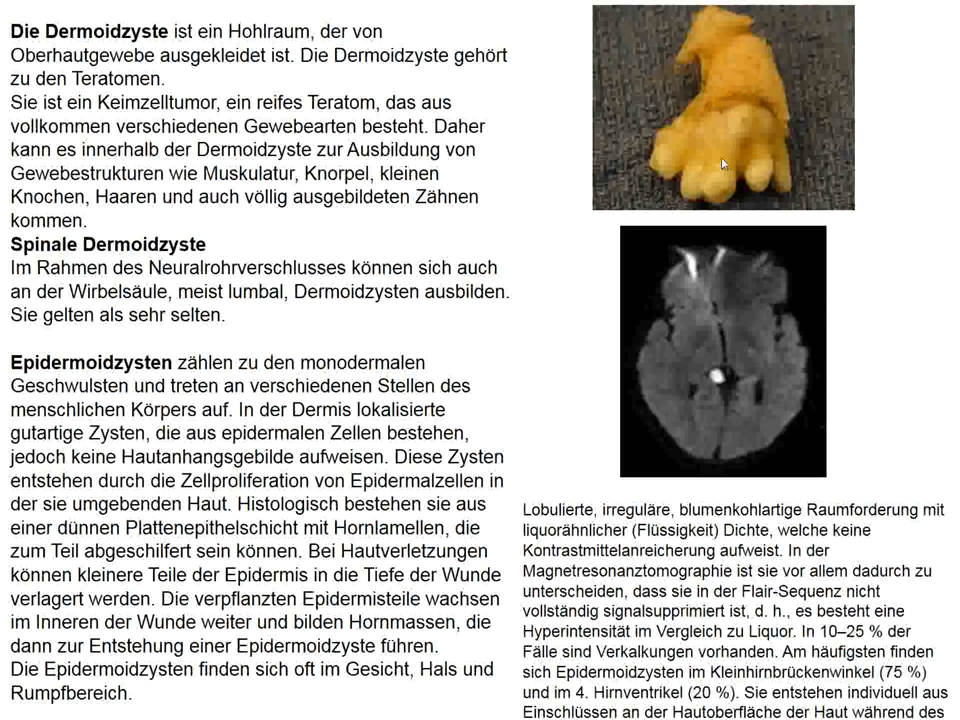 Die Dermoidzyste ist ein Hohlraum, der von
Oberhautgewebe ausgekleidet ist. Die Dermoidzyste gehört
zu den Teratomen.
Sie ist ein Keimzelltumor, ein reifes Teratom, das aus
vollkommen verschiedenen Gewebearten besteht. Daher
kann es innerhalb der Dermoidzyste zur Ausbildung von
Gewebestrukturen wie Muskulatur, Knorpel, kleinen
Knochen, Haaren und auch völlig ausgebildeten Zähnen
kommen.
Spinale Dermoidzyste
Im Rahmen des Neuralrohrverschlusses können sich auch
an der Wirbelsäule, meist lumbal, Dermoidzysten ausbilden.
Sie gelten als sehr selten.
Epidermoidzysten zählen zu den monodermalen
Geschwulsten und treten an verschiedenen Stellen des
menschlichen Körpers auf. In der Dermis lokalisierte
gutartige Zysten, die aus epidermalen Zellen bestehen,
jedoch keine Hautanhangsgebilde aufweisen. Diese Zysten
entstehen durch die Zellproliferation von Epidermalzellen in
der sie umgebenden Haut. Histologisch bestehen sie aus
einer dünnen Plattenepithelschicht mit Hornlamellen, die
zum Teil abgeschilfert sein können. Bei Hautverletzungen
können kleinere Teile der Epidermis in die Tiefe der Wunde
verlagert werden. Die verpflanzten Epidermisteile wachsen
im Inneren der Wunde weiter und bilden Hornmassen, die
dann zur Entstehung einer Epidermoidzyste führen.
Die Epidermoidzysten finden sich oft im Gesicht, Hals und
Rumpfbereich.
Lobulierte, irreguläre, blumenkohlartige Raumforderung mit
liquorähnlicher (Flüssigkeit) Dichte, welche keine
Kontrastmittelanreicherung aufweist. In der
Magnetresonanztomographie ist sie vor allem dadurch zu
unterscheiden, dass sie in der Flair-Sequenz nicht
vollständig signalsupprimiert ist, d. h., es besteht eine
Hyperintensität im Vergleich zu Liquor. In 10–25 % der
Fälle sind Verkalkungen vorhanden. Am häufigsten finden
sich Epidermoidzysten im Kleinhirnbrückenwinkel (75 %)
und im 4. Hirnventrikel (20 %). Sie entstehen individuell aus
Einschlüssen an der Hautoberfläche der Haut während des